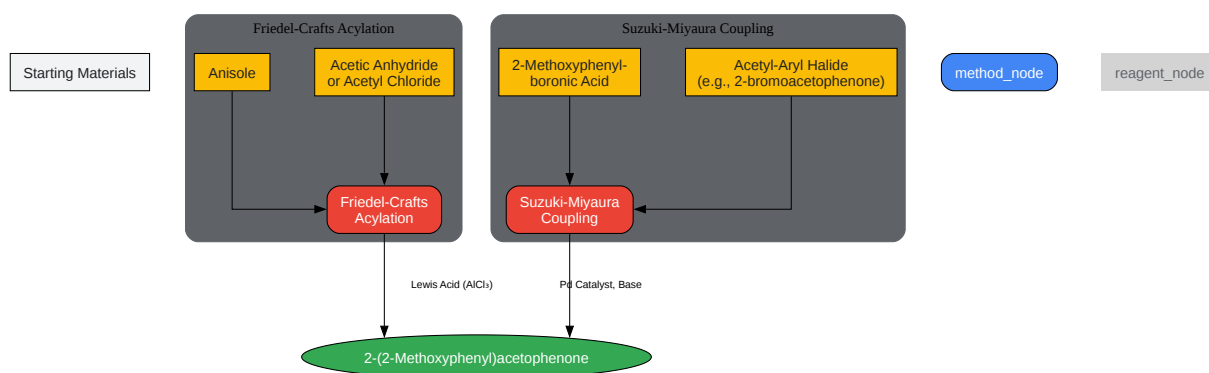 Friedel-Crafts Acylation
Suzuki-Miyaura Coupling
Starting Materials
Anisole
Acetic Anhydride
or Acetyl Chloride
2-Methoxyphenyl-
boronic Acid
Acetyl-Aryl Halide
(e.g., 2-bromoacetophenone)
method_node
reagent_node
Friedel-Crafts
Acylation
Suzuki-Miyaura
Coupling
Lewis Acid (AlCl₃)
Pd Catalyst, Base
2-(2-Methoxyphenyl)acetophenone